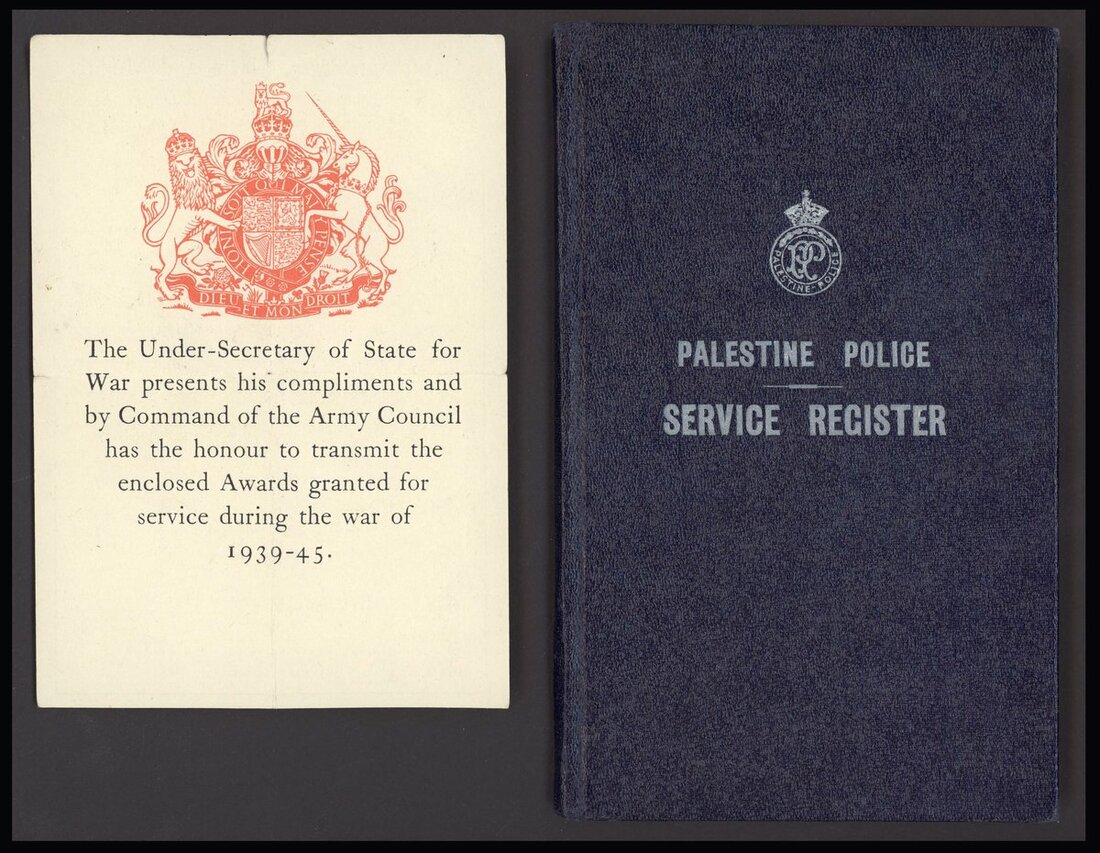 HONI SOIT QUI MAL Y PENSE
DIEU ET MON DROIT
The Under-Secretary of State for
War presents his compliments and
by Command of the Army Council
has the honour to transmit the
enclosed Awards granted for
service during the war of
1939-45.
PP
PALESTINE·POLICE
PALESTINE POLICE
SERVICE REGISTER